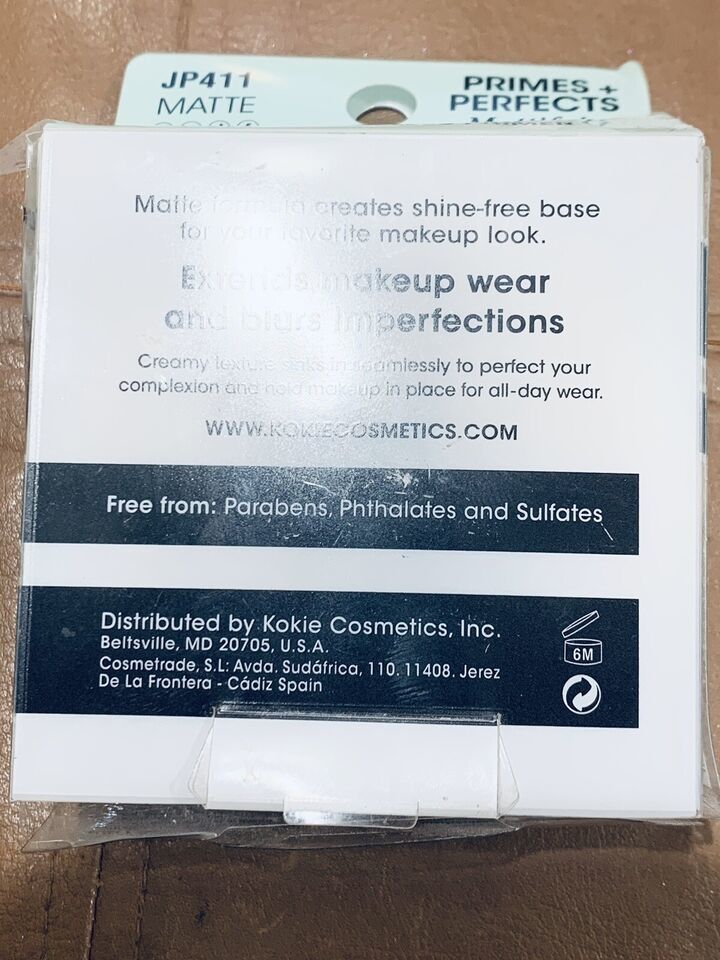 JP411
MATTE
PRIMES +
PERFECTS
Matte formula creates shine-free base
for your favorite makeup look.
Extends makeup wear
and blurs imperfections
Creamy texture sinks in seamlessly to perfect your
complexion and hold makeup in place for all-day wear.
WWW.KOKIECOSMETICS.COM
Free from: Parabens, Phthalates and Sulfates
Distributed by Kokie Cosmetics, Inc.
Beltsville, MD 20705, U.S.A.
Cosmetrade, S.L: Avda. Sudáfrica, 110. 11408. Jerez
De La Frontera - Cádiz Spain
6M